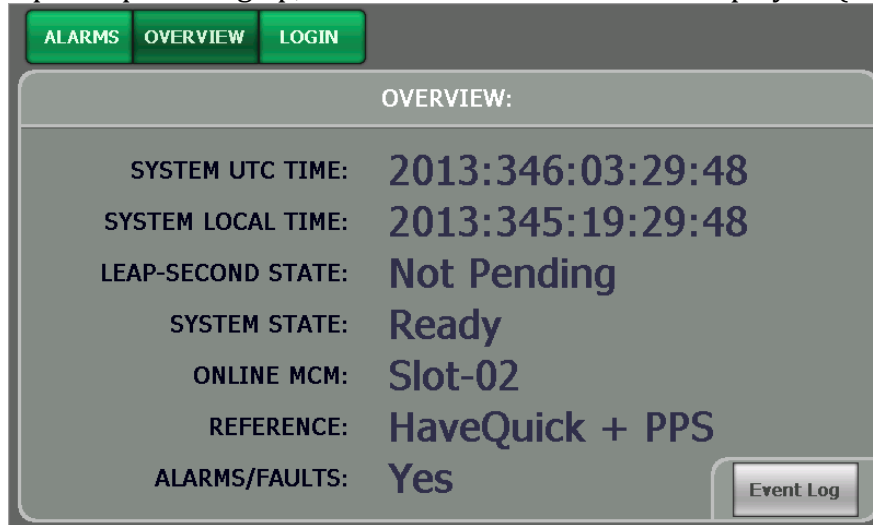 ALARMS OVERVIEW LOGIN
OVERVIEW:
SYSTEM UTC TIME: 2013:346:03:29:48
SYSTEM LOCAL TIME: 2013:345:19:29:48
LEAP-SECOND STATE: Not Pending
SYSTEM STATE: Ready
ONLINE MCM: Slot-02
REFERENCE: HaveQuick + PPS
ALARMS/FAULTS: Yes
Event Log